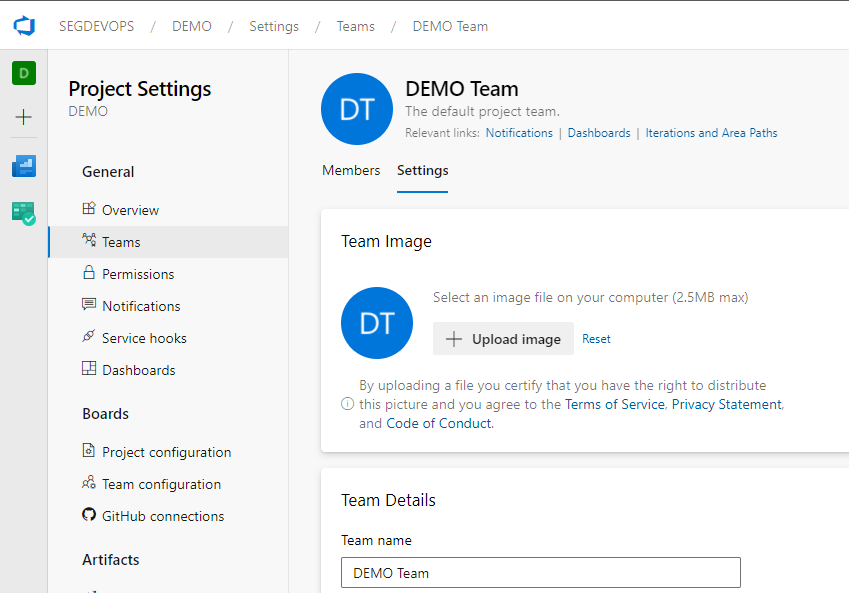 SEGDEVOPS / DEMO / Settings / Teams / DEMO Team
D
Project Settings
DEMO
General
Overview
Teams
Permissions
Notifications
Service hooks
Dashboards
Boards
Project configuration
Team configuration
GitHub connections
Artifacts
DT
DEMO Team
The default project team.
Relevant links: Notifications | Dashboards | Iterations and Area Paths
Members Settings
Team Image
DT
Select an image file on your computer (2.5MB max)
+ Upload image Reset
By uploading a file you certify that you have the right to distribute
this picture and you agree to the Terms of Service, Privacy Statement,
and Code of Conduct.
Team Details
Team name
DEMO Team